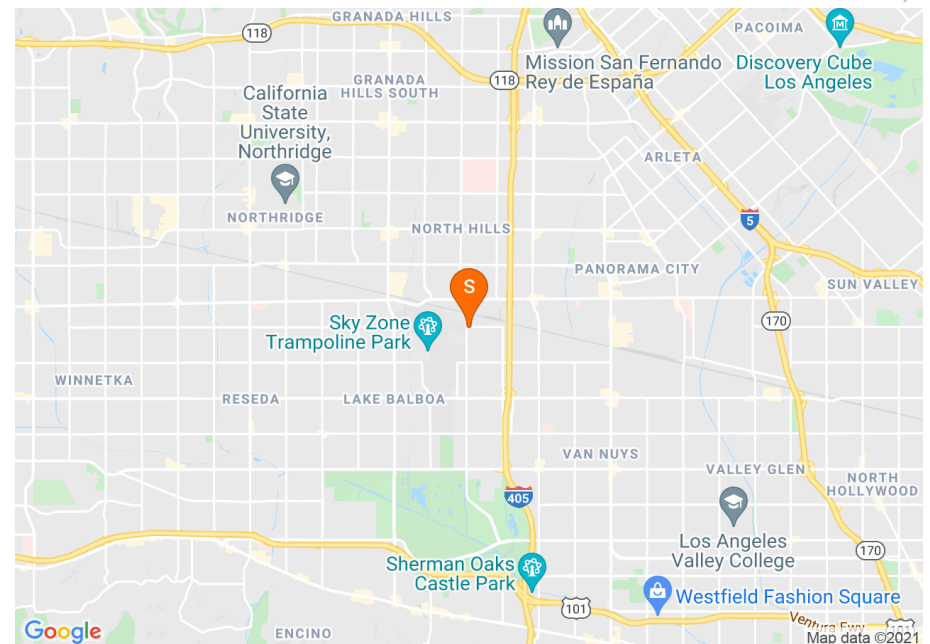 GRANADA HILLS
118
PACOIMA
Mission San Fernando
Rey de España
Discovery Cube
Los Angeles
118
GRANADA
HILLS SOUTH
California
State
University,
Northridge
ARLETA
NORTHRIDGE
5
NORTH HILLS
PANORAMA CITY
SUN VALLEY
S
170
Sky Zone
Trampoline Park
WINNETKA
RESEDA
LAKE BALBOA
VAN NUYS
VALLEY GLEN
NORTH
HOLLYWOOD
405
Los Angeles
Valley College
170
Sherman Oaks
Castle Park
Westfield Fashion Square
101
Ventura Fwy
101
ENCINO
Google
Map data ©2021